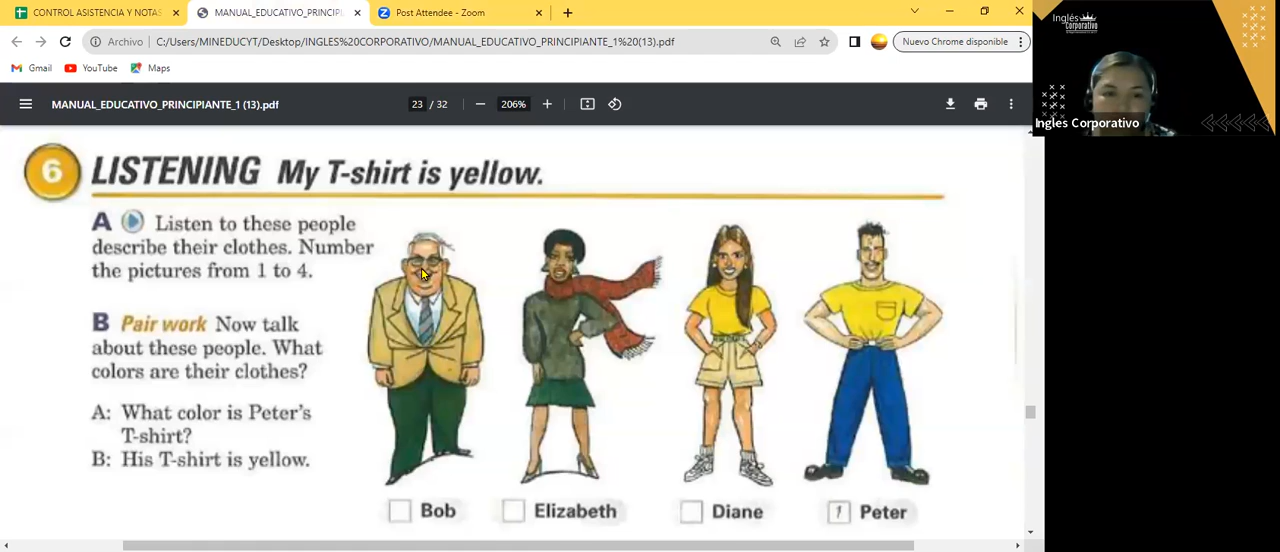 CONTROL ASISTENCIA Y NOTAS
MANUAL_EDUCATIVO_PRINCIPI
Post Attendee - Zoom
Archivo
C:/Users/MINEDUCYT/Desktop/INGLES%20CORPORATIVO/MANUAL_EDUCATIVO_PRINCIPIANTE_1%20(13).pdf
Nuevo Chrome disponible
Gmail
YouTube
Maps
MANUAL_EDUCATIVO_PRINCIPIANTE_1 (13).pdf
23 / 32
206%
Inglés
Corporativo
Ingles Corporativo
6 LISTENING My T-shirt is yellow.
A Listen to these people
describe their clothes. Number
the pictures from 1 to 4.
B Pair work Now talk
about these people. What
colors are their clothes?
A: What color is Peter's
T-shirt?
B: His T-shirt is yellow.
Bob
Elizabeth
Diane
1 Peter